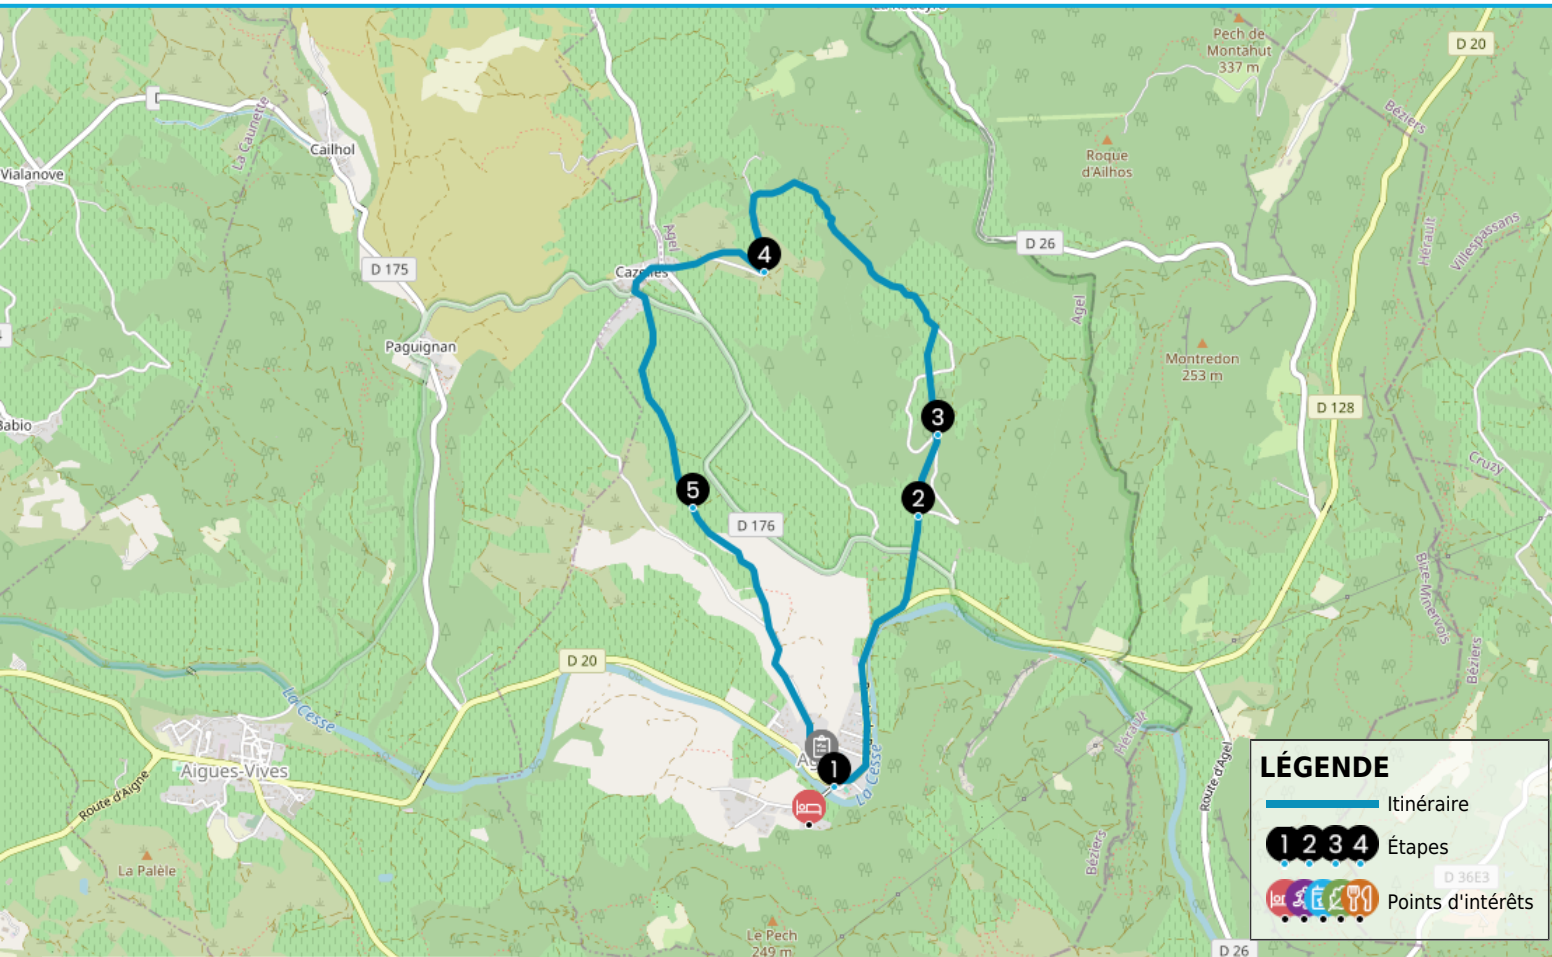 Pech de
Montahut
337 m
D 20
Béziers
La Caunette
Cailhol
Vialanove
Roque
d'Ailhos
Agel
Hérault
Villespassans
D 26
D 175
Cazelles
4
Agel
Paguignan
Montredon
253 m
D 128
3
Babio
Cruzy
5
2
D 176
Bize-Minervois
Béziers
D 20
La Cesse
Hérault
Aigues-Vives
Route d'Aigne
1
La Cesse
Route d'Agel
Béziers
La Palèle
Le Pech
249 m
D 36E3
D 26
LÉGENDE
Itinéraire
1 2 3 4 Étapes
Points d'intérêts